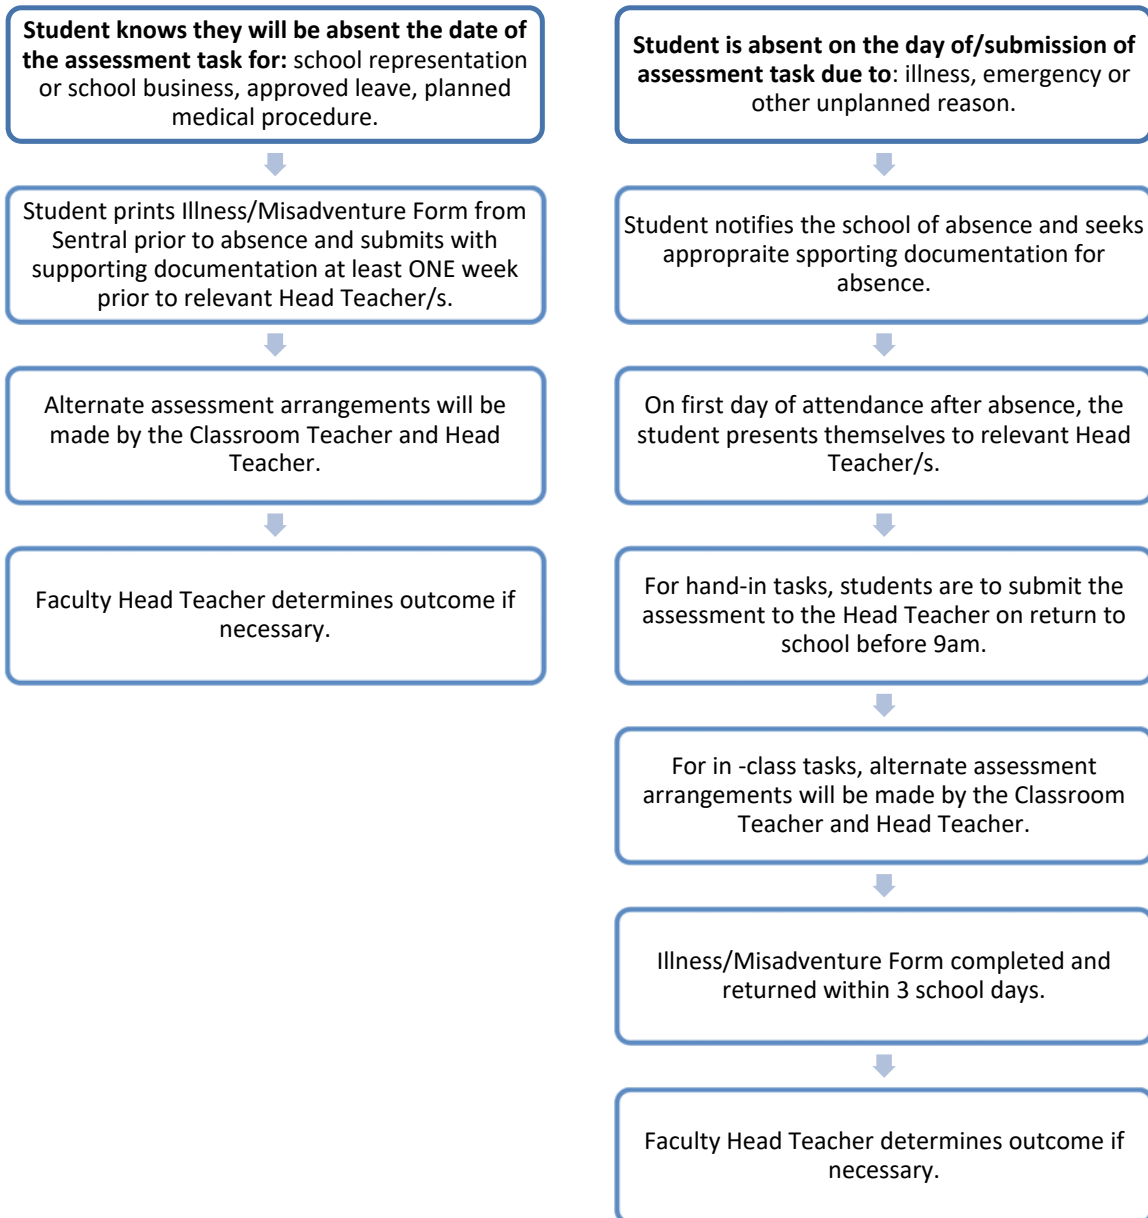 Student knows they will be absent the date of
the assessment task for: school representation
or school business, approved leave, planned
medical procedure.
Student prints Illness/Misadventure Form from
Sentral prior to absence and submits with
supporting documentation at least ONE week
prior to relevant Head Teacher/s.
Alternate assessment arrangements will be
made by the Classroom Teacher and Head
Teacher.
Faculty Head Teacher determines outcome if
necessary.
Student is absent on the day of/submission of
assessment task due to: illness, emergency or
other unplanned reason.
Student notifies the school of absence and seeks
appropraite spporting documentation for
absence.
On first day of attendance after absence, the
student presents themselves to relevant Head
Teacher/s.
For hand-in tasks, students are to submit the
assessment to the Head Teacher on return to
school before 9am.
For in -class tasks, alternate assessment
arrangements will be made by the Classroom
Teacher and Head Teacher.
Illness/Misadventure Form completed and
returned within 3 school days.
Faculty Head Teacher determines outcome if
necessary.